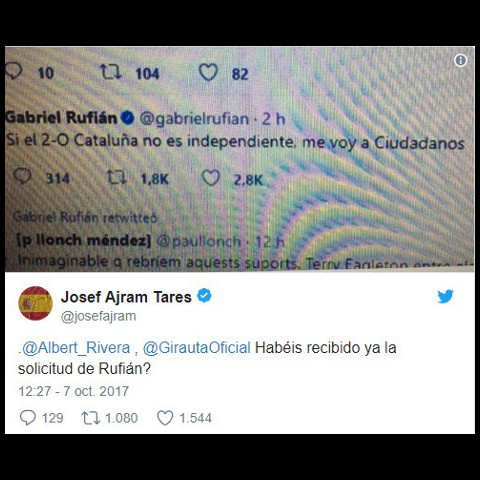 10 104 82
Gabriel Rufián @gabrielrufian · 2 h
Si el 2-O Cataluña no es independiente, me voy a Ciudadanos
314 1,8K 2,8K
Gabriel Rufián retwitteó
[p llonch méndez] @paullonch · 12 h
Inimaginable q rebríem aquests suports. Terry Eagleton entre
Josef Ajram Tares
@josefajram
.@Albert_Rivera , @GirautaOficial Habéis recibido ya la
solicitud de Rufián?
12:27 - 7 oct. 2017
129 1.080 1.544